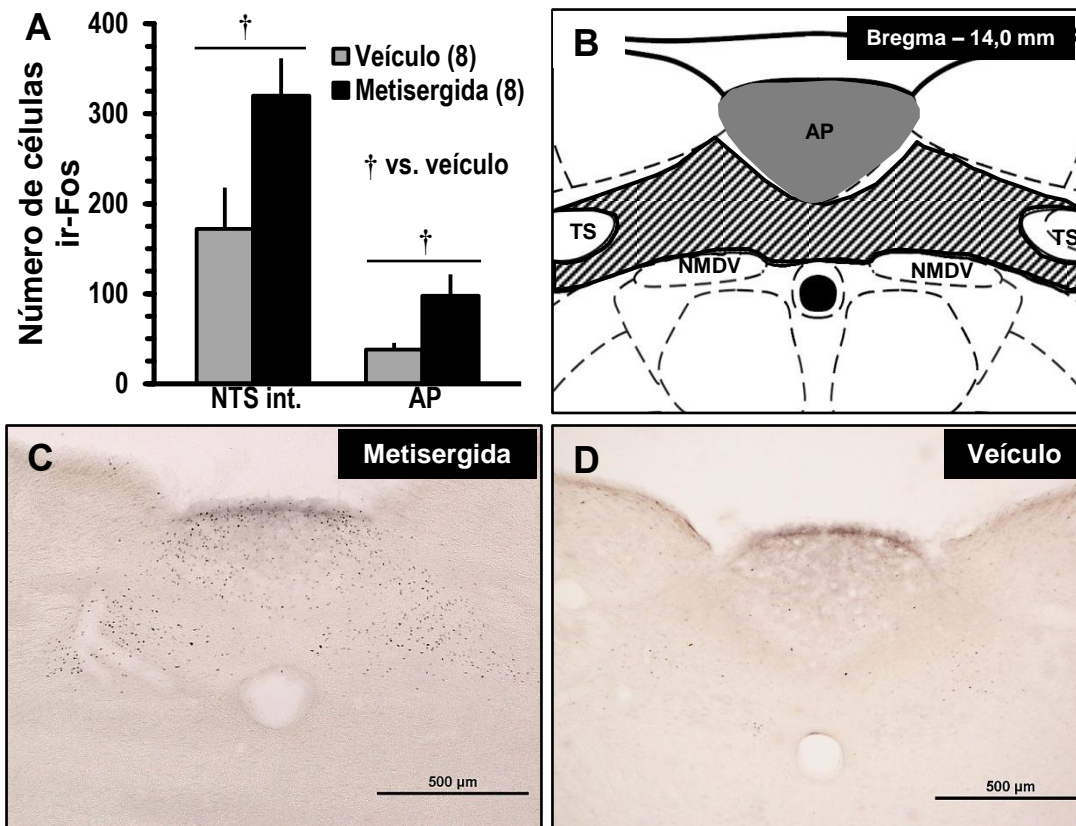 A
Número de células
ir-Fos
400
300
200
100
0
†
Veículo (8)
Metisergida (8)
† vs. veículo
†
NTS int.
AP
B
Bregma – 14,0 mm
AP
TS
TS
NMDV
NMDV
C
Metisergida
500 µm
D
Veículo
500 µm